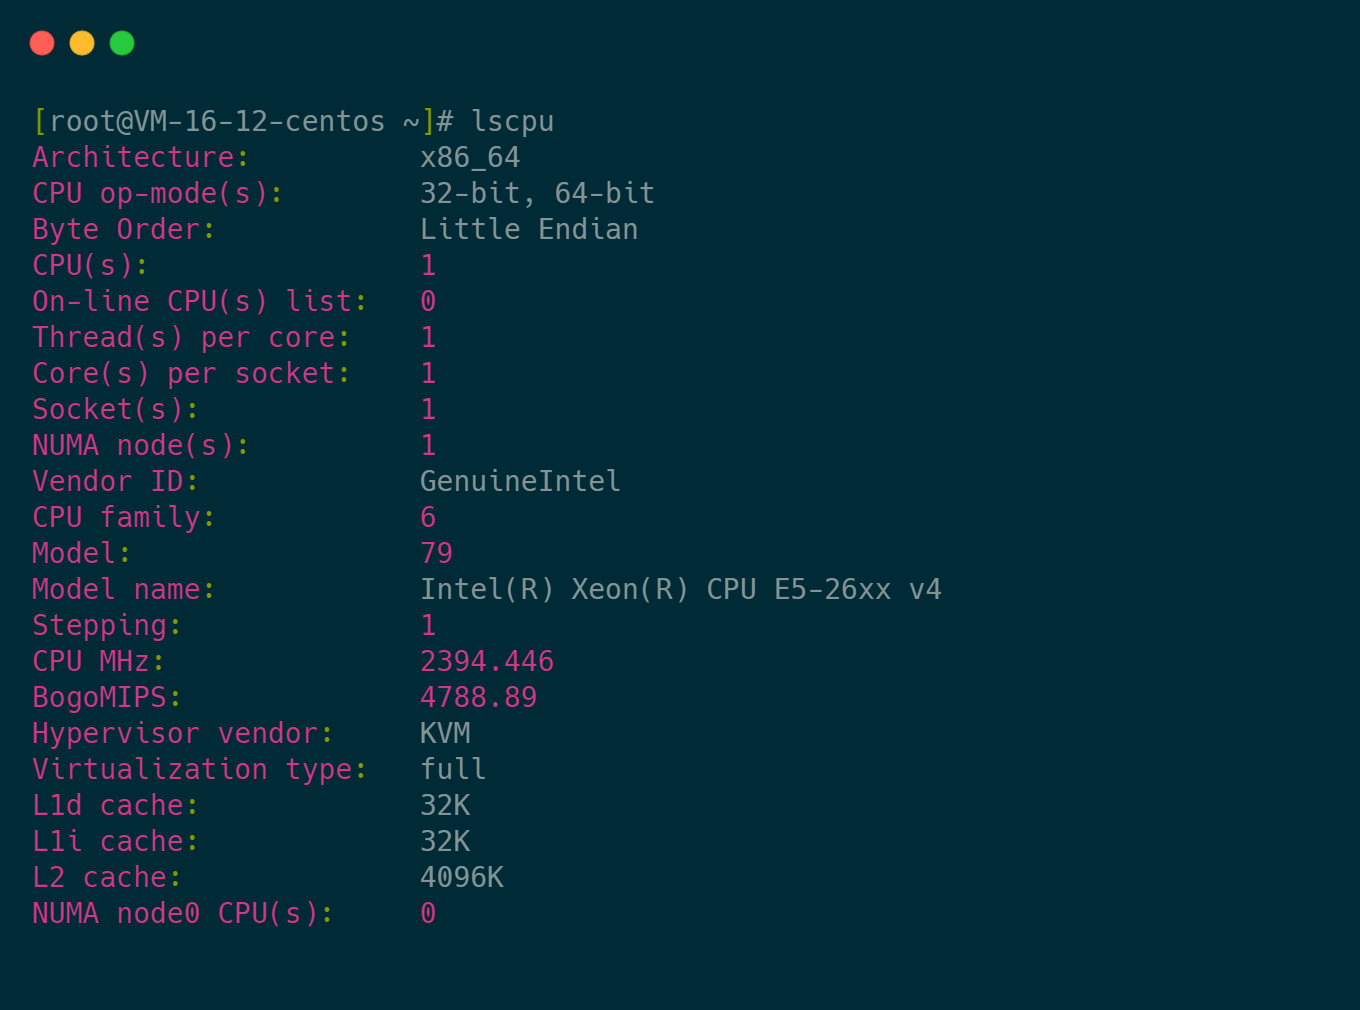 [root@VM-16-12-centos ~]# lscpu
Architecture:          x86_64
CPU op-mode(s):        32-bit, 64-bit
Byte Order:            Little Endian
CPU(s):                1
On-line CPU(s) list:   0
Thread(s) per core:    1
Core(s) per socket:    1
Socket(s):             1
NUMA node(s):          1
Vendor ID:             GenuineIntel
CPU family:            6
Model:                 79
Model name:            Intel(R) Xeon(R) CPU E5-26xx v4
Stepping:              1
CPU MHz:               2394.446
BogoMIPS:              4788.89
Hypervisor vendor:     KVM
Virtualization type:   full
L1d cache:             32K
L1i cache:             32K
L2 cache:              4096K
NUMA node0 CPU(s):     0